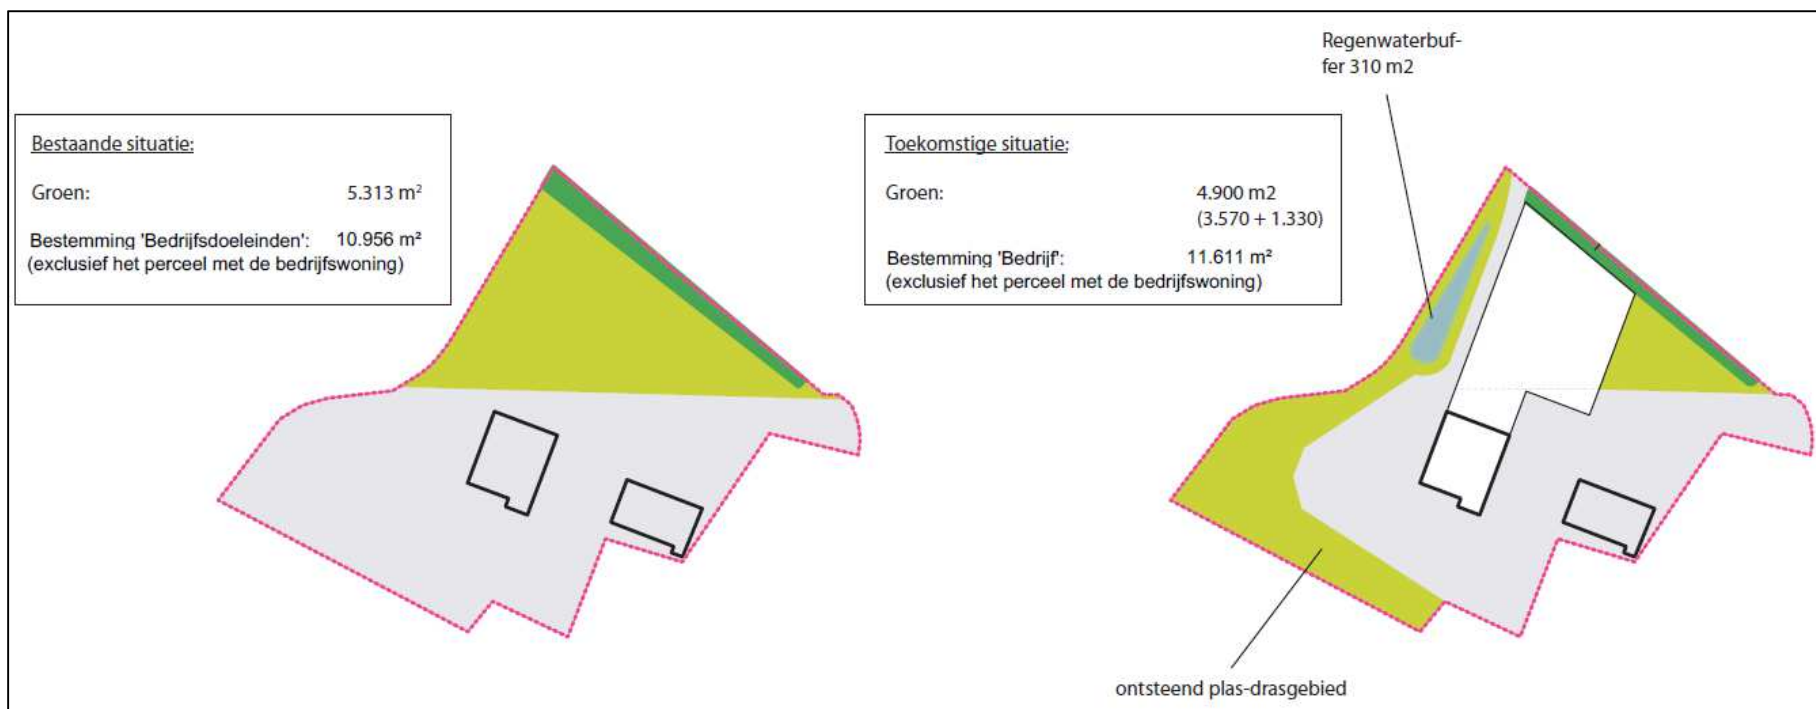 Bestaande situatie:
Groen: 5.313 m²
Bestemming 'Bedrijfsdoeleinden': 10.956 m²
(exclusief het perceel met de bedrijfswoning)
Toekomstige situatie:
Groen: 4.900 m2
(3.570 + 1.330)
Bestemming 'Bedrijf': 11.611 m²
(exclusief het perceel met de bedrijfswoning)
Regenwaterbuf-
fer 310 m2
ontsteend plas-drasgebied